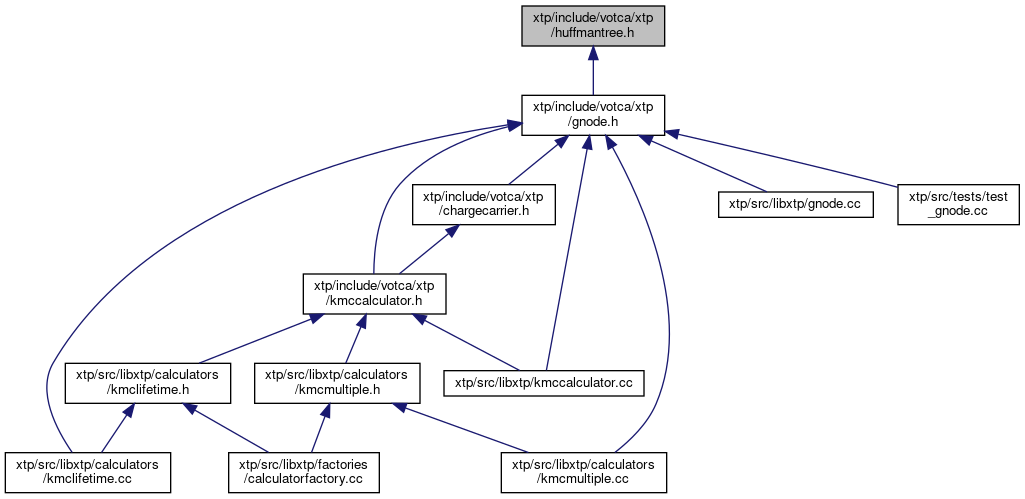 xtp/include/votca/xtp
/huffmantree.h
xtp/include/votca/xtp
/gnode.h
xtp/include/votca/xtp
/chargecarrier.h
xtp/src/libxtp/gnode.cc
xtp/src/tests/test
_gnode.cc
xtp/include/votca/xtp
/kmccalculator.h
xtp/src/libxtp/calculators
/kmclifetime.h
xtp/src/libxtp/calculators
/kmcmultiple.h
xtp/src/libxtp/kmccalculator.cc
xtp/src/libxtp/calculators
/kmclifetime.cc
xtp/src/libxtp/factories
/calculatorfactory.cc
xtp/src/libxtp/calculators
/kmcmultiple.cc